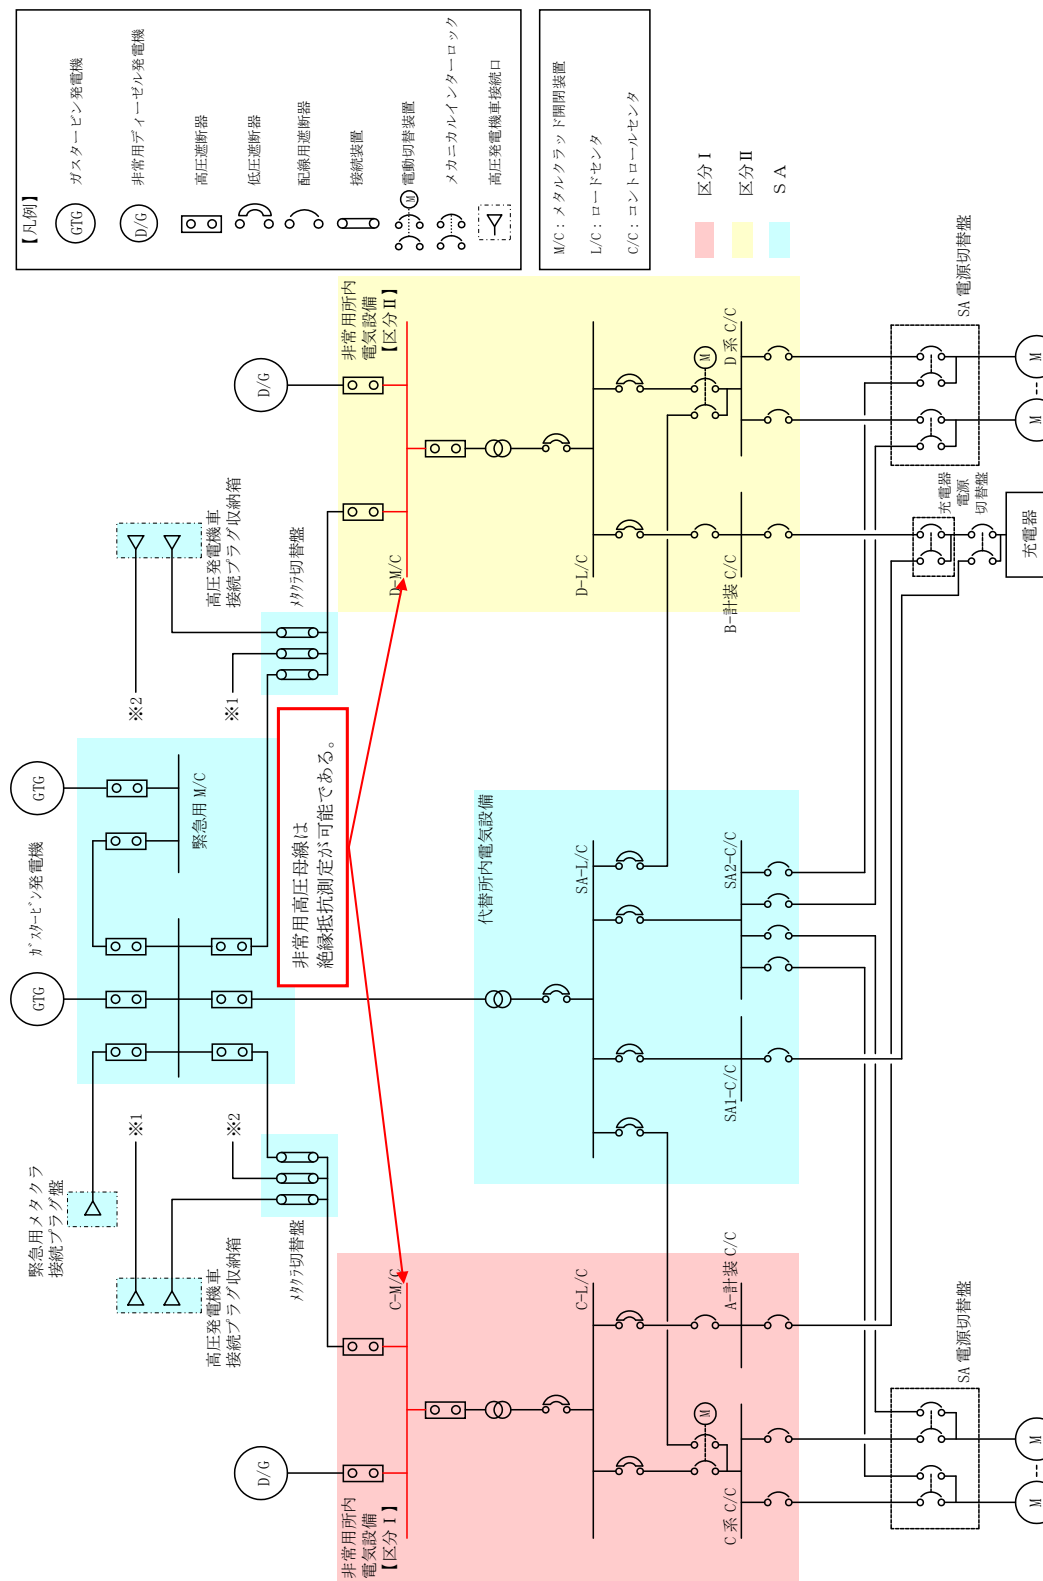 【凡例】
GTG
ガスタービン発電機
D/G
非常用ディーゼル発電機
高圧遮断器
低圧遮断器
配線用遮断器
接続装置
M
電動切替装置
メカニカルインターロック
高圧発電機車接続口
M/C：メタルクラッド開閉装置
L/C：ロードセンタ
C/C：コントロールセンタ
区分Ⅰ
区分Ⅱ
ＳＡ
緊急用メタクラ
接続プラグ盤
GTG
ｶﾞｽﾀｰﾋﾞﾝ発電機
GTG
緊急用 M/C
※1
※2
高圧発電機車
接続プラグ収納箱
ﾒﾀｸﾗ切替盤
※2
※1
高圧発電機車
接続プラグ収納箱
ﾒﾀｸﾗ切替盤
非常用高圧母線は
絶縁抵抗測定が可能である。
D/G
非常用所内
電気設備
【区分Ⅰ】
C-M/C
C-L/C
M
C 系 C/C
A-計装 C/C
代替所内電気設備
SA-L/C
SA1-C/C
SA2-C/C
D/G
非常用所内
電気設備
【区分Ⅱ】
D-M/C
D-L/C
M
B-計装 C/C
D 系 C/C
SA 電源切替盤
M
M
充電器
電源
切替盤
充電器
SA 電源切替盤
M
M